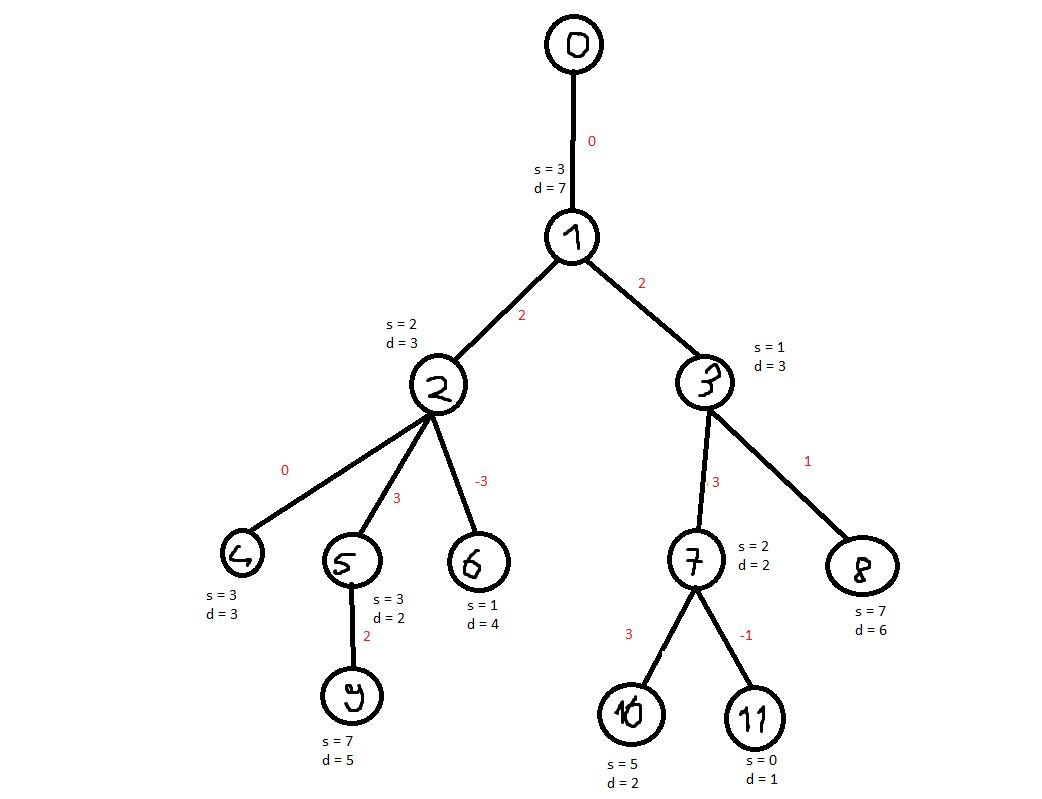 0
0
s = 3
d = 7
1
2
2
s = 2
d = 3
2
s = 1
d = 3
3
0
3
-3
3
1
4
s = 3
d = 3
5
s = 3
d = 2
6
s = 1
d = 4
7
s = 2
d = 2
8
s = 7
d = 6
2
3
-1
9
s = 7
d = 5
10
s = 5
d = 2
11
s = 0
d = 1